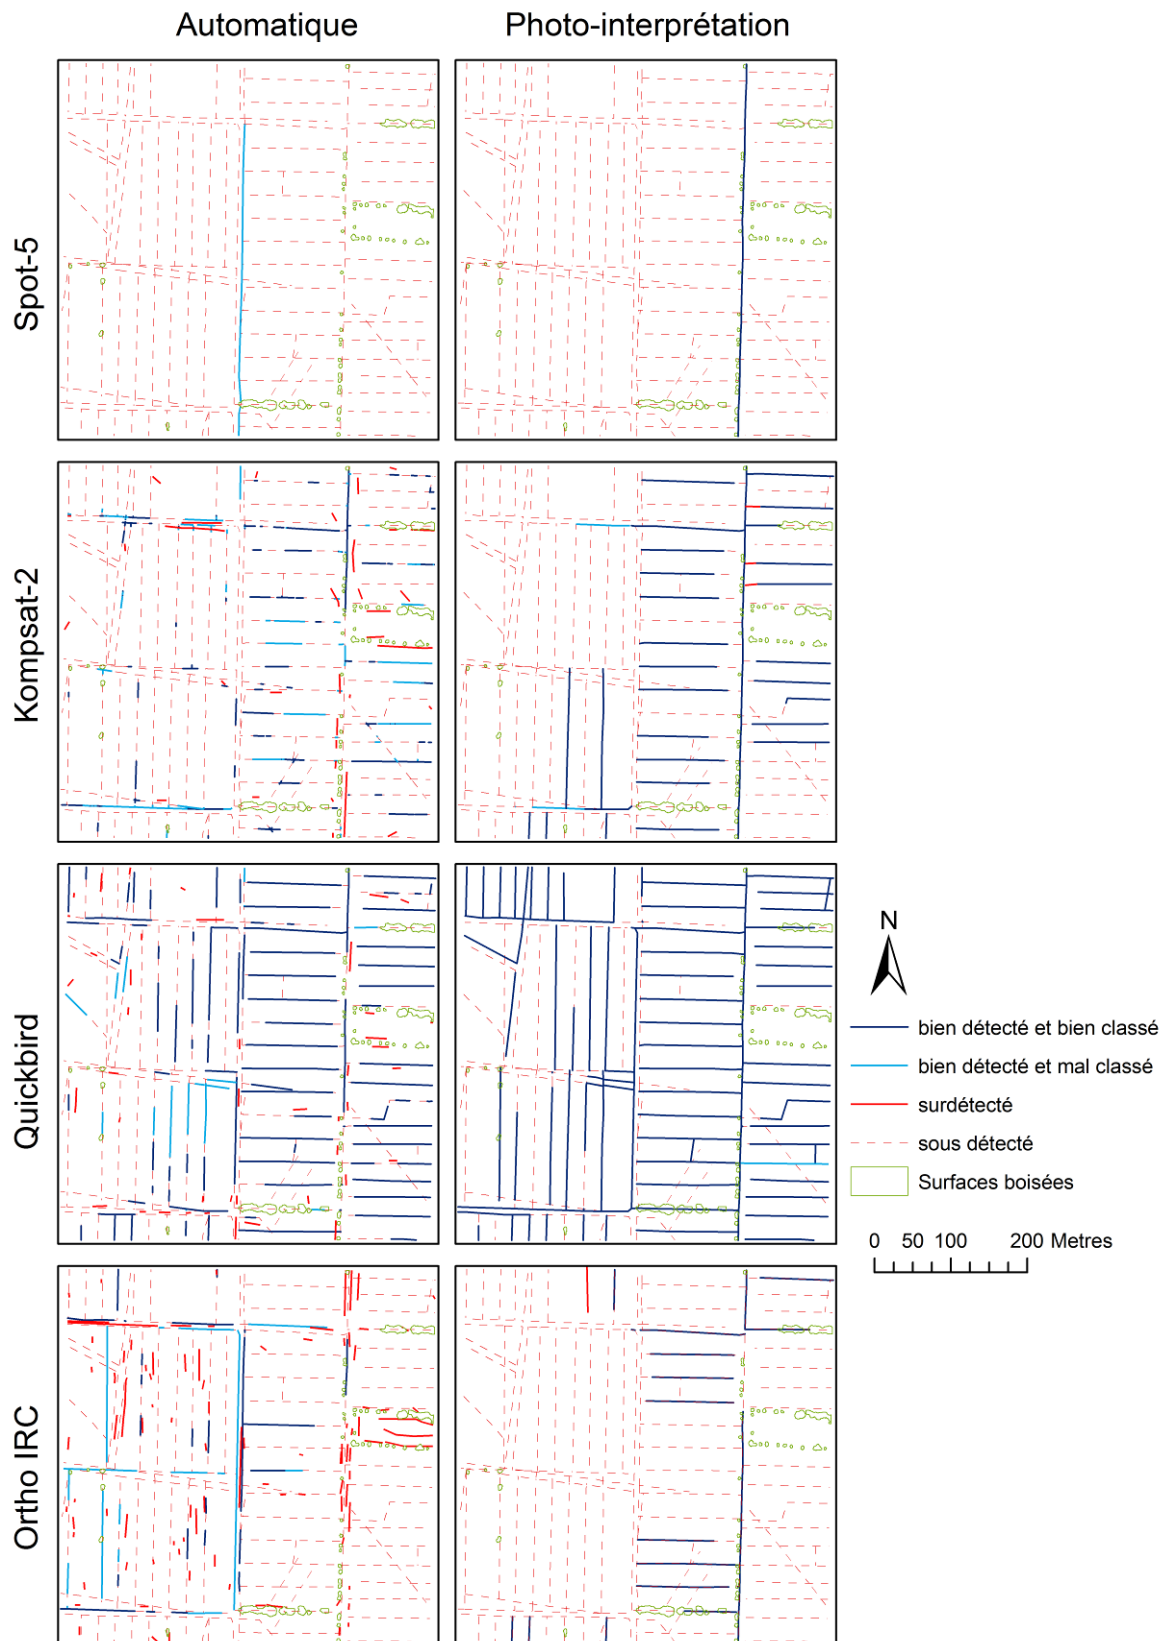 Automatique
Photo-interprétation
Spot-5
Kompsat-2
Quickbird
Ortho IRC
N
bien détecté et bien classé
bien détecté et mal classé
surdétecté
sous détecté
Surfaces boisées
0 50 100 200 Metres